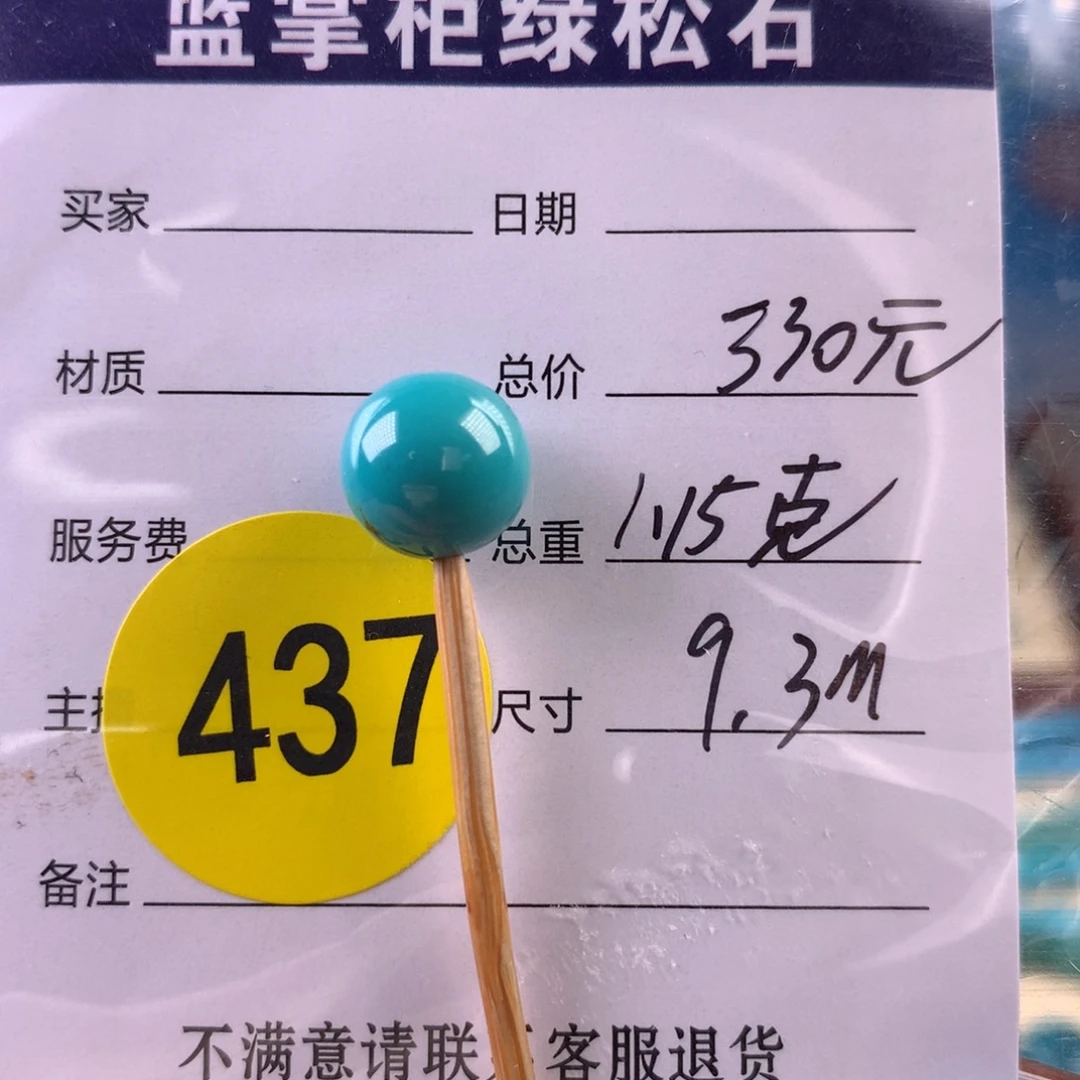 蓝掌柜绿松石
买家 日期
材质 总价 330元
服务费 总重 1.15克
主 尺寸 9.3m
437
备注
不满意请联 客服退货